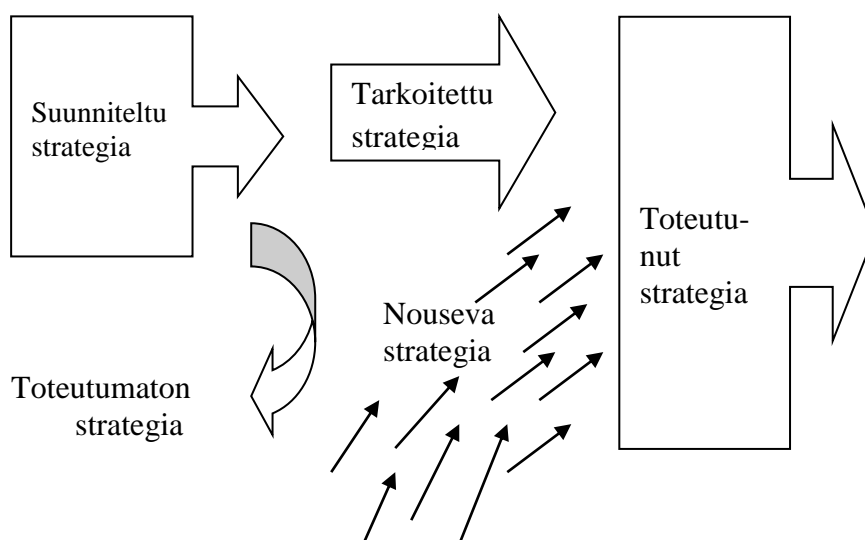 Suunniteltu
strategia
Tarkoitettu
strategia
Toteutu-
nut
strategia
Nouseva
strategia
Toteutumaton
strategia